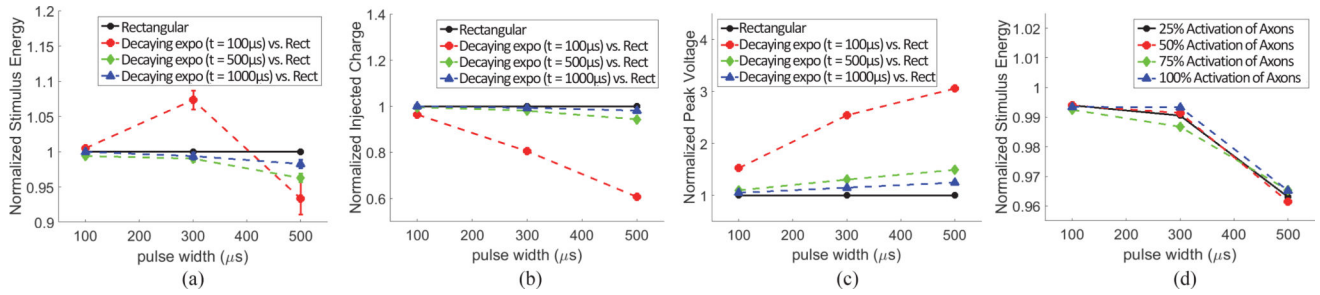 Normalized Stimulus Energy
1.2
1.15
1.1
1.05
1
0.95
0.9
Rectangular
Decaying expo (t = 100μs) vs. Rect
Decaying expo (t = 500μs) vs. Rect
Decaying expo (t = 1000μs) vs. Rect
100 200 300 400 500
pulse width (μs)
(a)
Normalized Injected Charge
1.4
1.2
1
0.8
0.6
Rectangular
Decaying expo (t = 100μs) vs. Rect
Decaying expo (t = 500μs) vs. Rect
Decaying expo (t = 1000μs) vs. Rect
100 200 300 400 500
pulse width (μs)
(b)
Normalized Peak Voltage
4
3
2
1
Rectangular
Decaying expo (t = 100μs) vs. Rect
Decaying expo (t = 500μs) vs. Rect
Decaying expo (t = 1000μs) vs. Rect
100 200 300 400 500
pulse width (μs)
(c)
Normalized Stimulus Energy
1.02
1.01
1
0.99
0.98
0.97
0.96
25% Activation of Axons
50% Activation of Axons
75% Activation of Axons
100% Activation of Axons
100 200 300 400 500
pulse width (μs)
(d)